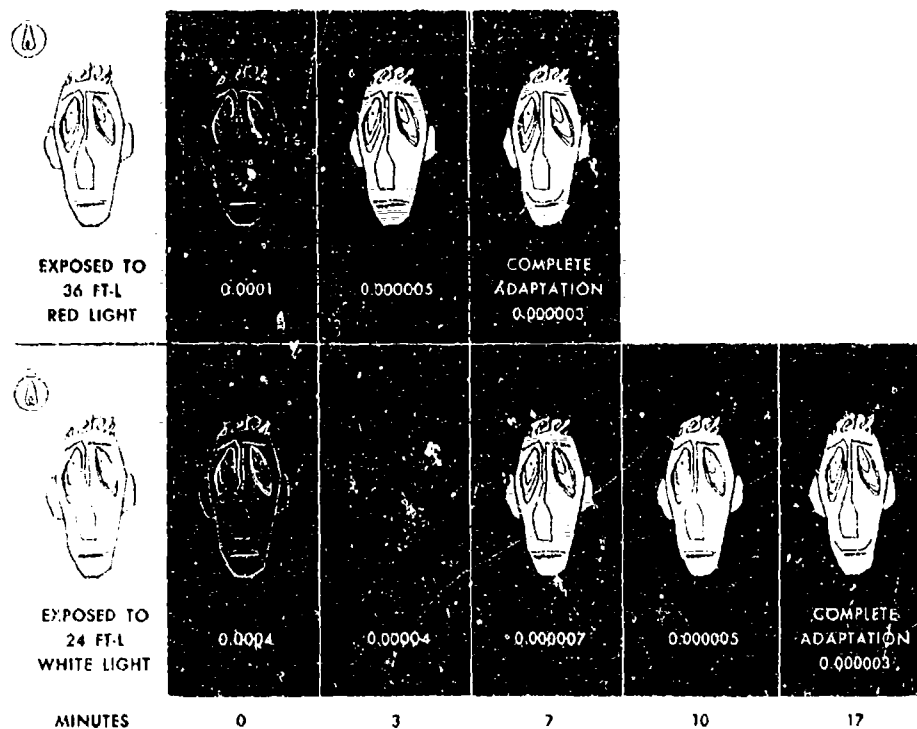 EXPOSED TO
36 FT-L
RED LIGHT
0.0001
0.000005
COMPLETE
ADAPTATION
0.000003
EXPOSED TO
24 FT-L
WHITE LIGHT
0.0004
0.00004
0.000007
0.000005
COMPLETE
ADAPTATION
0.000003
MINUTES 0 3 7 10 17